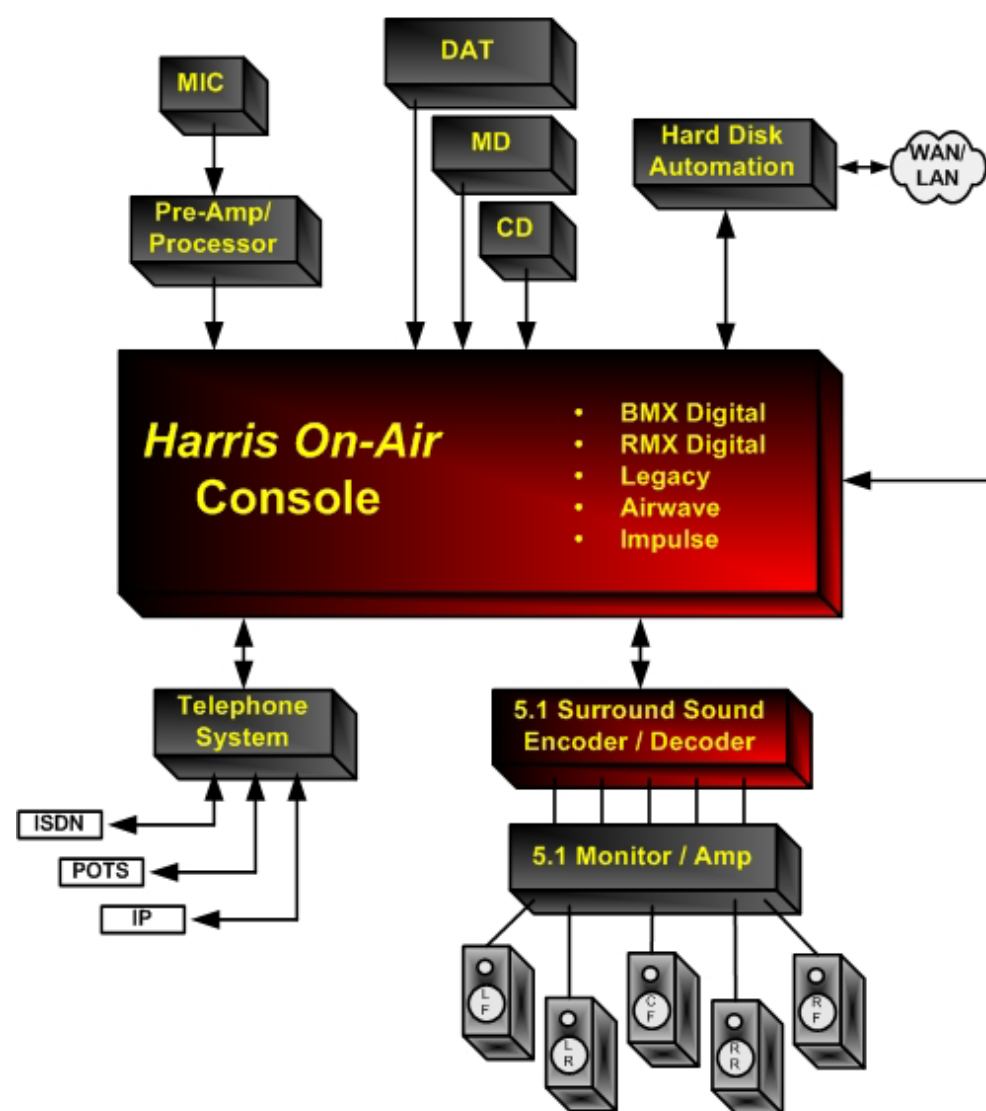 DAT
MIC
MD
Hard Disk
Automation
WAN/
LAN
Pre-Amp/
Processor
CD
Harris On-Air
Console
• BMX Digital
• RMX Digital
• Legacy
• Airwave
• Impulse
Telephone
System
5.1 Surround Sound
Encoder / Decoder
ISDN
POTS
IP
5.1 Monitor / Amp
L
F
L
R
C
F
R
R
R
F